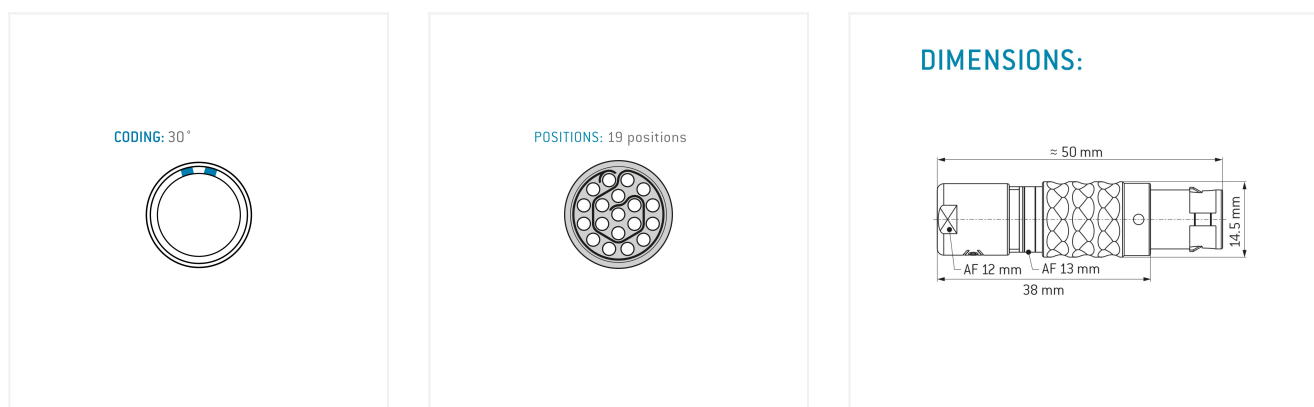 CODING: 30°
POSITIONS: 19 positions
DIMENSIONS:
≈ 50 mm
14.5 mm
AF 12 mm
AF 13 mm
38 mm